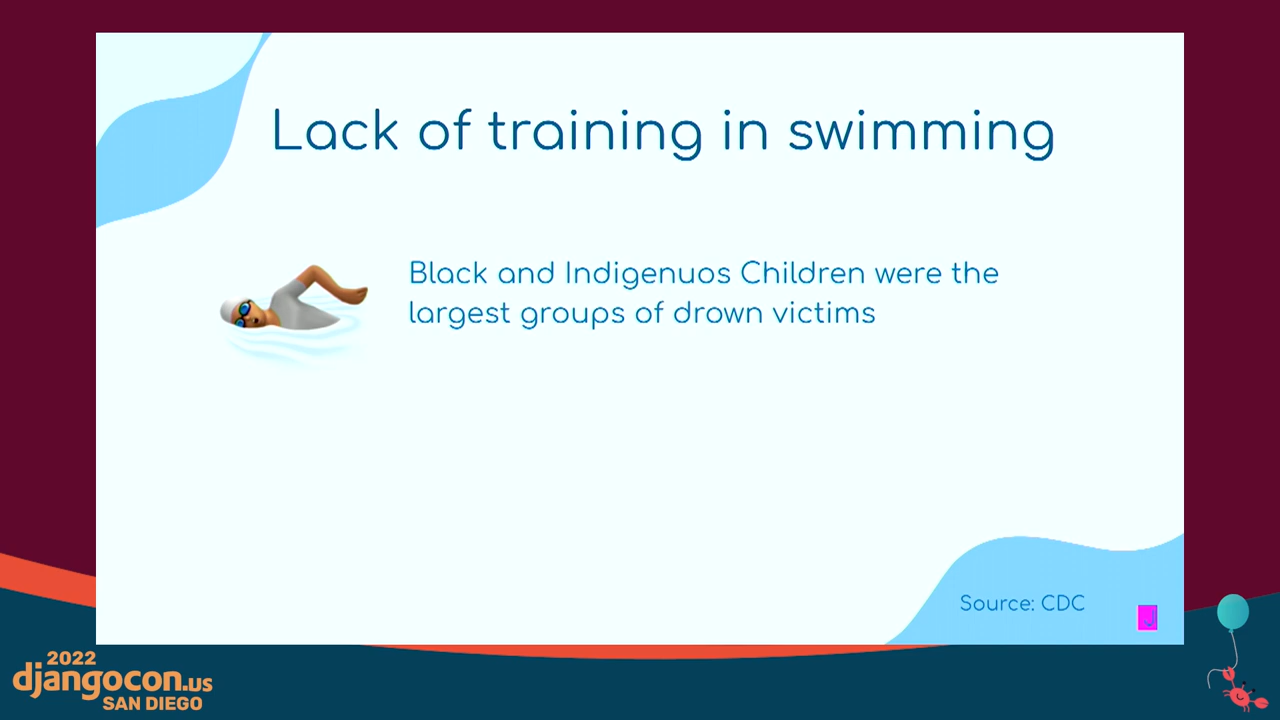 Lack of training in swimming
Black and Indigenuos Children were the
largest groups of drown victims
Source: CDC
J
2022
djangocon.us
SAN DIEGO